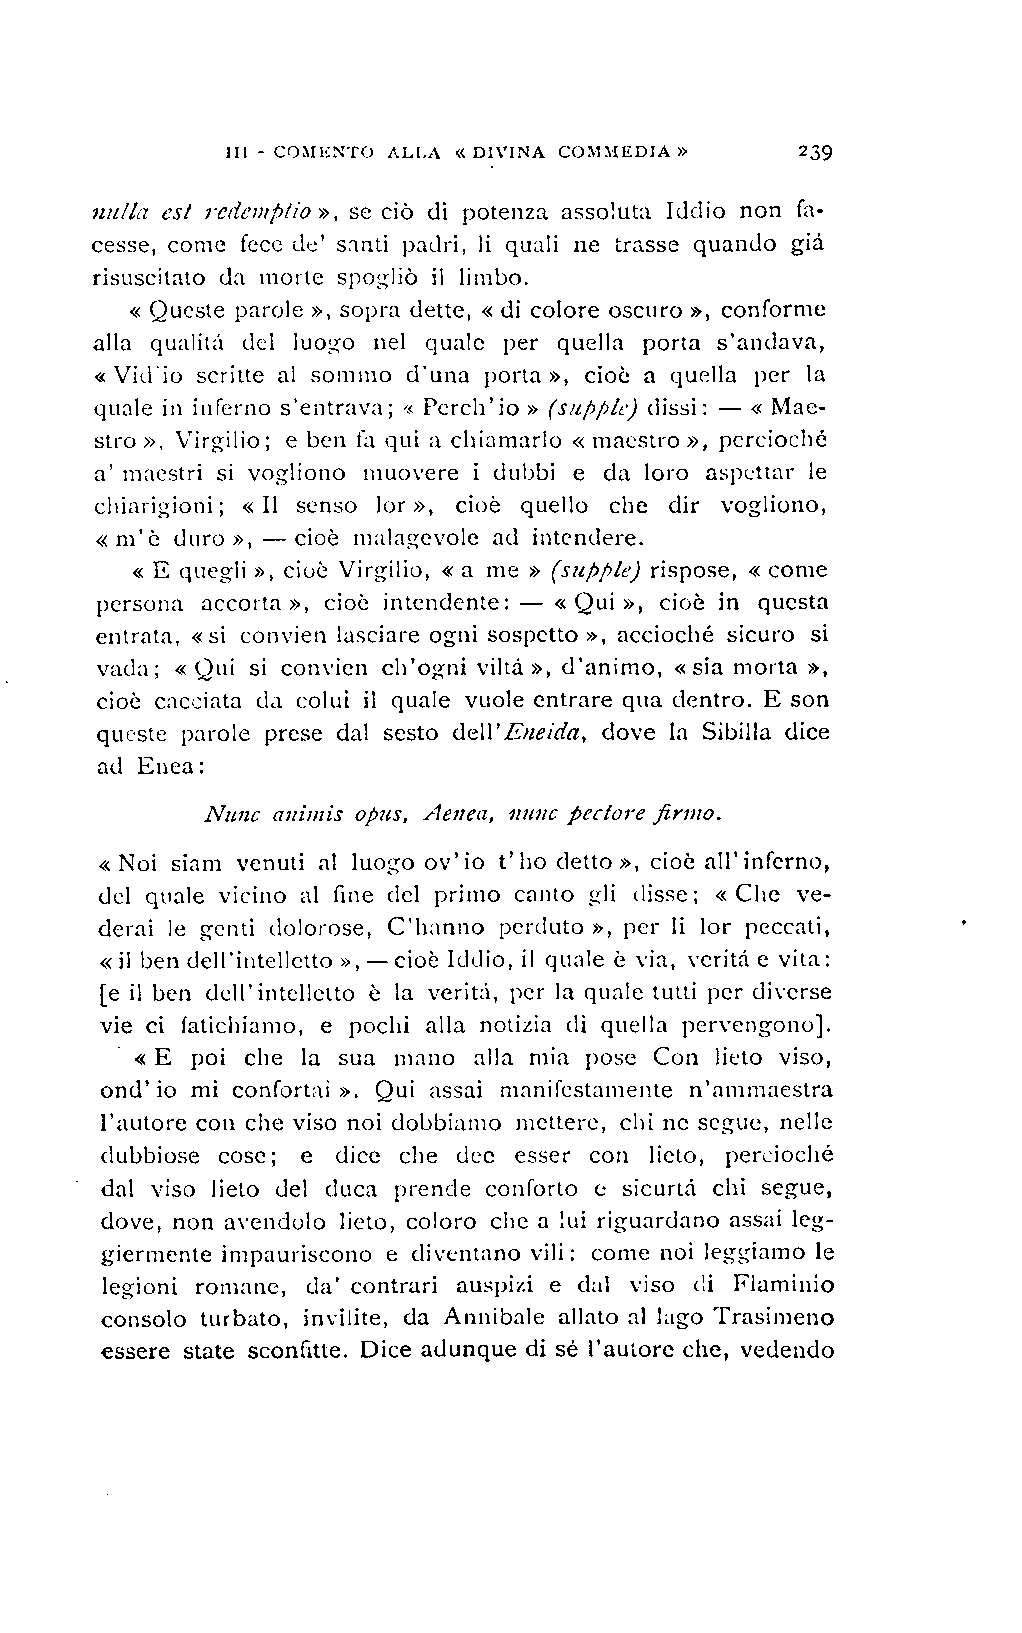 III - COMENTO ALLA « DIVINA COMMEDIA » 239
nulla est redemptio », se ciò di potenza assoluta Iddio non fa-
cesse, come fece de' santi padri, li quali ne trasse quando giá
risuscitato da morte spogliò il limbo.
« Queste parole », sopra dette, « di colore oscuro », conforme
alla qualitá del luogo nel quale per quella porta s'andava,
« Vid'io scritte al sommo d'una porta », cioè a quella per la
quale in inferno s'entrava; « Perch'io » (supple) dissi: — « Mae-
stro », Virgilio; e ben fa qui a chiamarlo « maestro », percioché
a' maestri si vogliono muovere i dubbi e da loro aspettar le
chiarigioni; « Il senso lor », cioè quello che dir vogliono,
« m'è duro », — cioè malagevole ad intendere.
« E quegli », cioè Virgilio, « a me » (supple) rispose, « come
persona accorta », cioè intendente: — « Qui », cioè in questa
entrata, « si convien lasciare ogni sospetto », accioché sicuro si
vada; « Qui si convien ch'ogni viltá », d'animo, « sia morta »,
cioè cacciata da colui il quale vuole entrare qua dentro. E son
queste parole prese dal sesto dell'Eneida, dove la Sibilla dice
ad Enea:
Nunc animis opus, Aenea, nunc pectore firmo.
« Noi siam venuti al luogo ov'io t'ho detto », cioè all'inferno,
del quale vicino al fine del primo canto gli disse; « Che ve-
derai le genti dolorose, C'hanno perduto », per li lor peccati,
« il ben dell'intelletto », — cioè Iddio, il quale è via, veritá e vita:
[e il ben dell'intelletto è la veritá, per la quale tutti per diverse
vie ci fatichiamo, e pochi alla notizia di quella pervengono].
« E poi che la sua mano alla mia pose Con lieto viso,
ond'io mi confortai ». Qui assai manifestamente n'ammaestra
l'autore con che viso noi dobbiamo mettere, chi ne segue, nelle
dubbiose cose; e dice che dee esser con lieto, percioché
dal viso lieto del duca prende conforto e sicurtá chi segue,
dove, non avendolo lieto, coloro che a lui riguardano assai leg-
giermente impauriscono e diventano vili: come noi leggiamo le
legioni romane, da' contrari auspizi e dal viso di Flaminio
consolo turbato, invilite, da Annibale allato al lago Trasimeno
essere state sconfitte. Dice adunque di sé l'autore che, vedendo